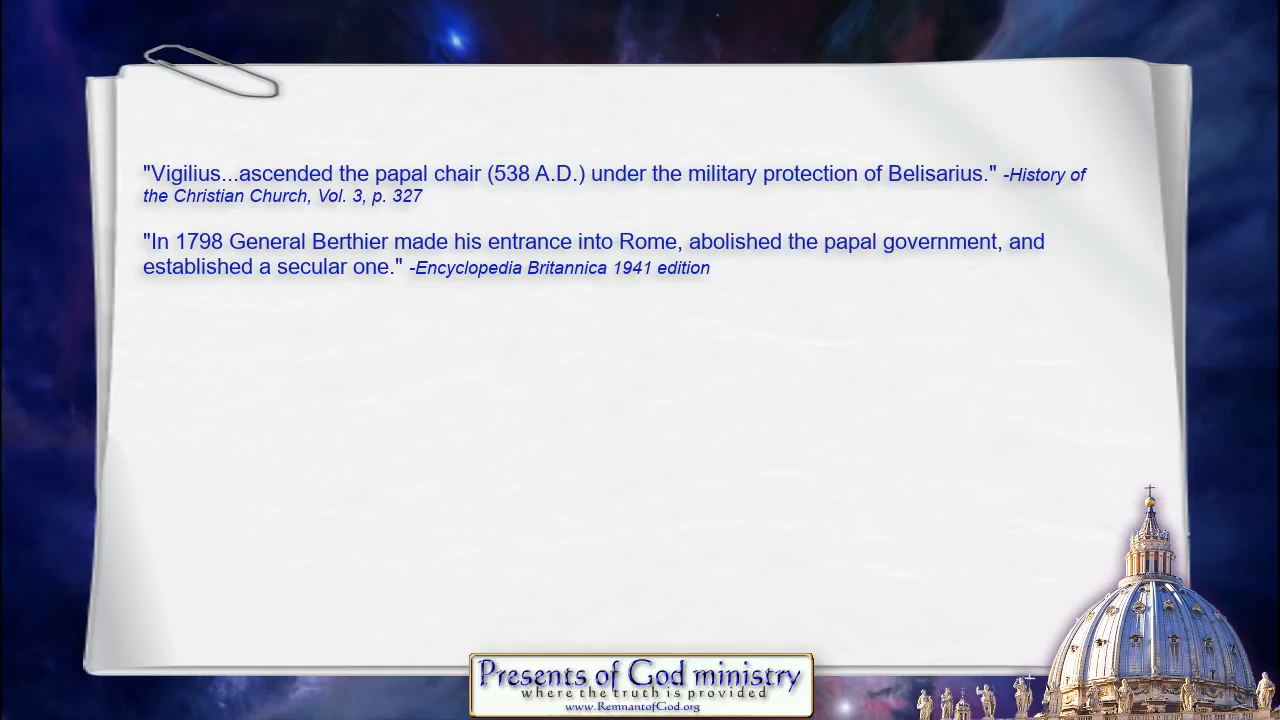 "Vigilius...ascended the papal chair (538 A.D.) under the military protection of Belisarius." -History of
the Christian Church, Vol. 3, p. 327
"In 1798 General Berthier made his entrance into Rome, abolished the papal government, and
established a secular one." -Encyclopedia Britannica 1941 edition
Presents of God ministry
where the truth is provided
www.RemnantofGod.org